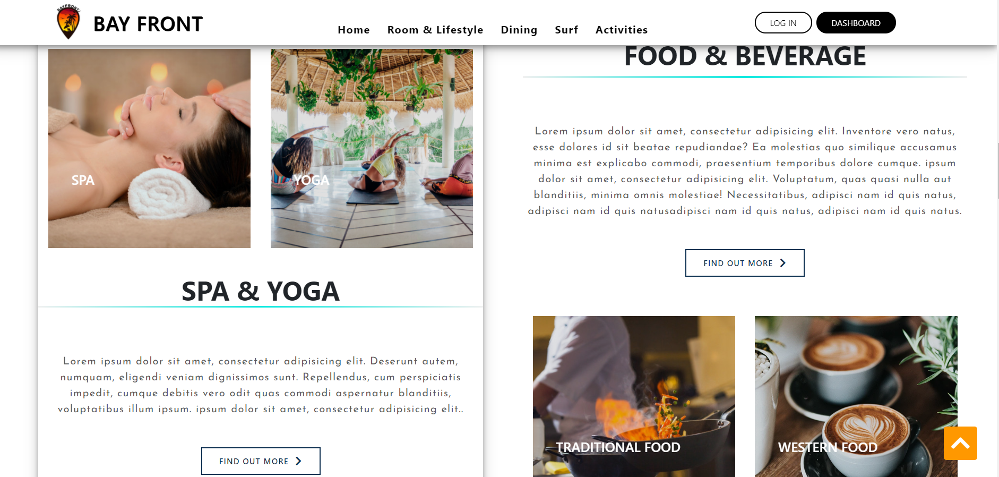 BAYFRONT
BAY FRONT
Home
Room & Lifestyle
Dining
Surf
Activities
LOG IN
DASHBOARD
SPA
YOGA
SPA & YOGA
Lorem ipsum dolor sit amet, consectetur adipisicing elit. Deserunt autem,
numquam, eligendi veniam dignissimos sunt. Repellendus, cum perspiciatis
impedit, cumque debitis vero odit quas commodi aspernatur blanditiis,
voluptatibus illum ipsum. ipsum dolor sit amet, consectetur adipisicing elit..
FIND OUT MORE
FOOD & BEVERAGE
Lorem ipsum dolor sit amet, consectetur adipisicing elit. Inventore vero natus,
esse dolores id sit beatae repudiandae? Ea molestias quo similique accusamus
minima est explicabo commodi, praesentium temporibus dolore cumque. ipsum
dolor sit amet, consectetur adipisicing elit. Voluptatum, quas quasi nulla aut
blanditiis, minima omnis molestiae! Necessitatibus, adipisci nam id quis natus,
adipisci nam id quis natusadipisci nam id quis natus, adipisci nam id quis natus.
FIND OUT MORE
TRADITIONAL FOOD
WESTERN FOOD